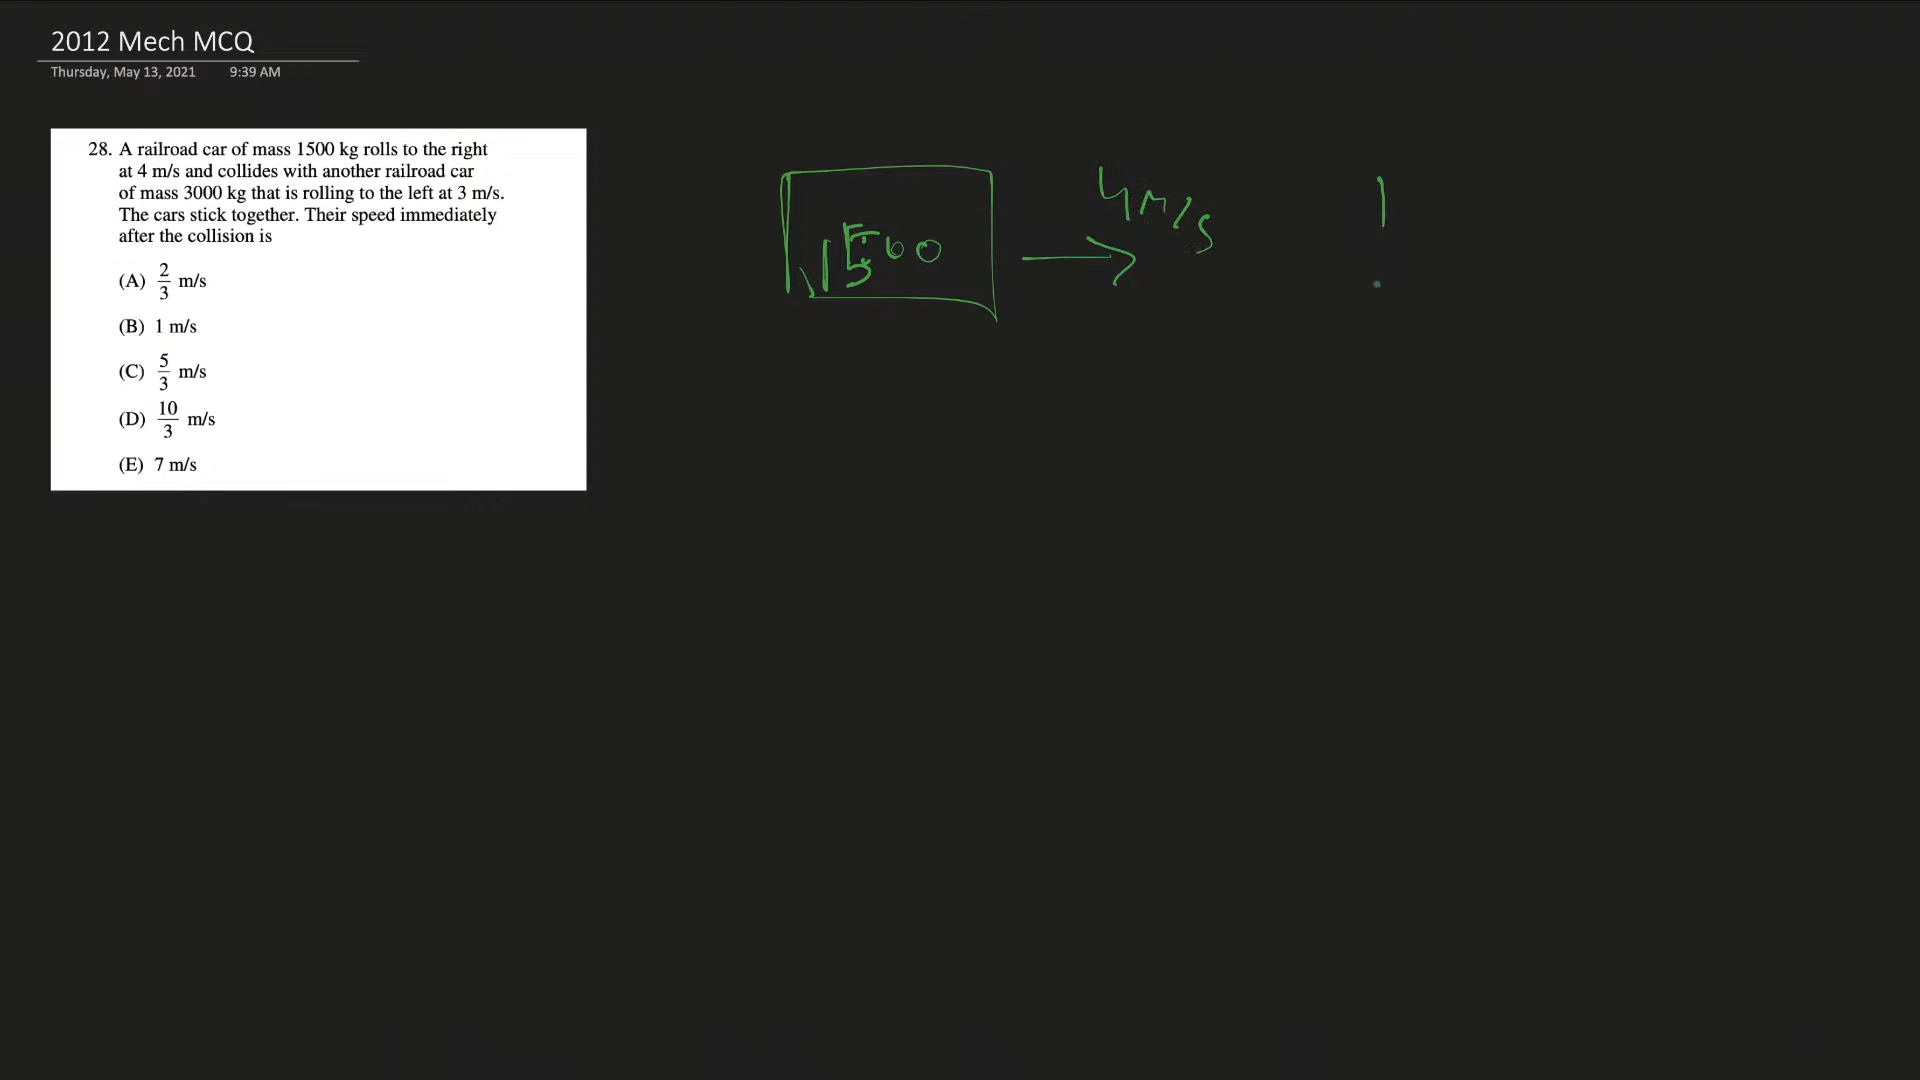 2012 Mech MCQ
Thursday, May 13, 2021 9:39 AM
28. A railroad car of mass 1500 kg rolls to the right
at 4 m/s and collides with another railroad car
of mass 3000 kg that is rolling to the left at 3 m/s.
The cars stick together. Their speed immediately
after the collision is
(A) 2/3 m/s
(B) 1 m/s
(C) 5/3 m/s
(D) 10/3 m/s
(E) 7 m/s
1500
4m/s